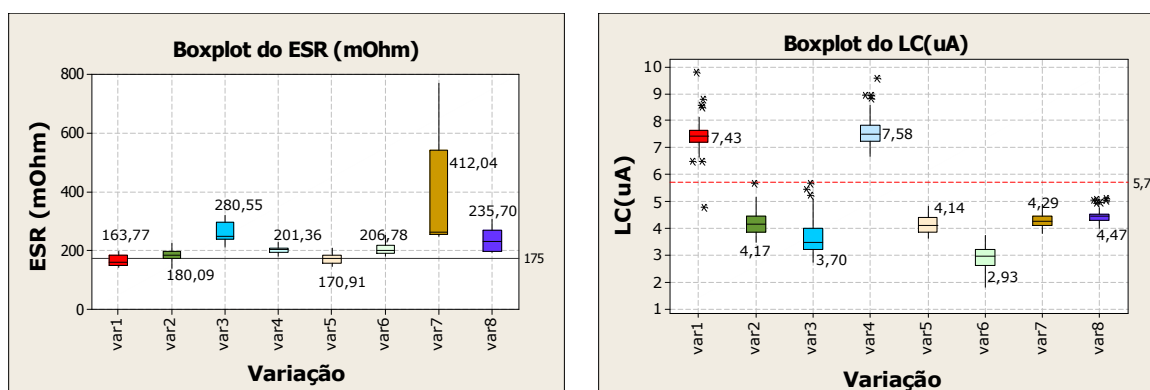 Boxplot do ESR (mOhm)
ESR (mOhm)
800
600
400
200
0
163,77
180,09
280,55
201,36
170,91
206,78
412,04
235,70
175
var1
var2
var3
var4
var5
var6
var7
var8
Variação
Boxplot do LC(uA)
LC(uA)
10
9
8
7
6
5
4
3
2
1
7,43
4,17
3,70
7,58
4,14
2,93
4,29
4,47
5,7
var1
var2
var3
var4
var5
var6
var7
var8
Variação